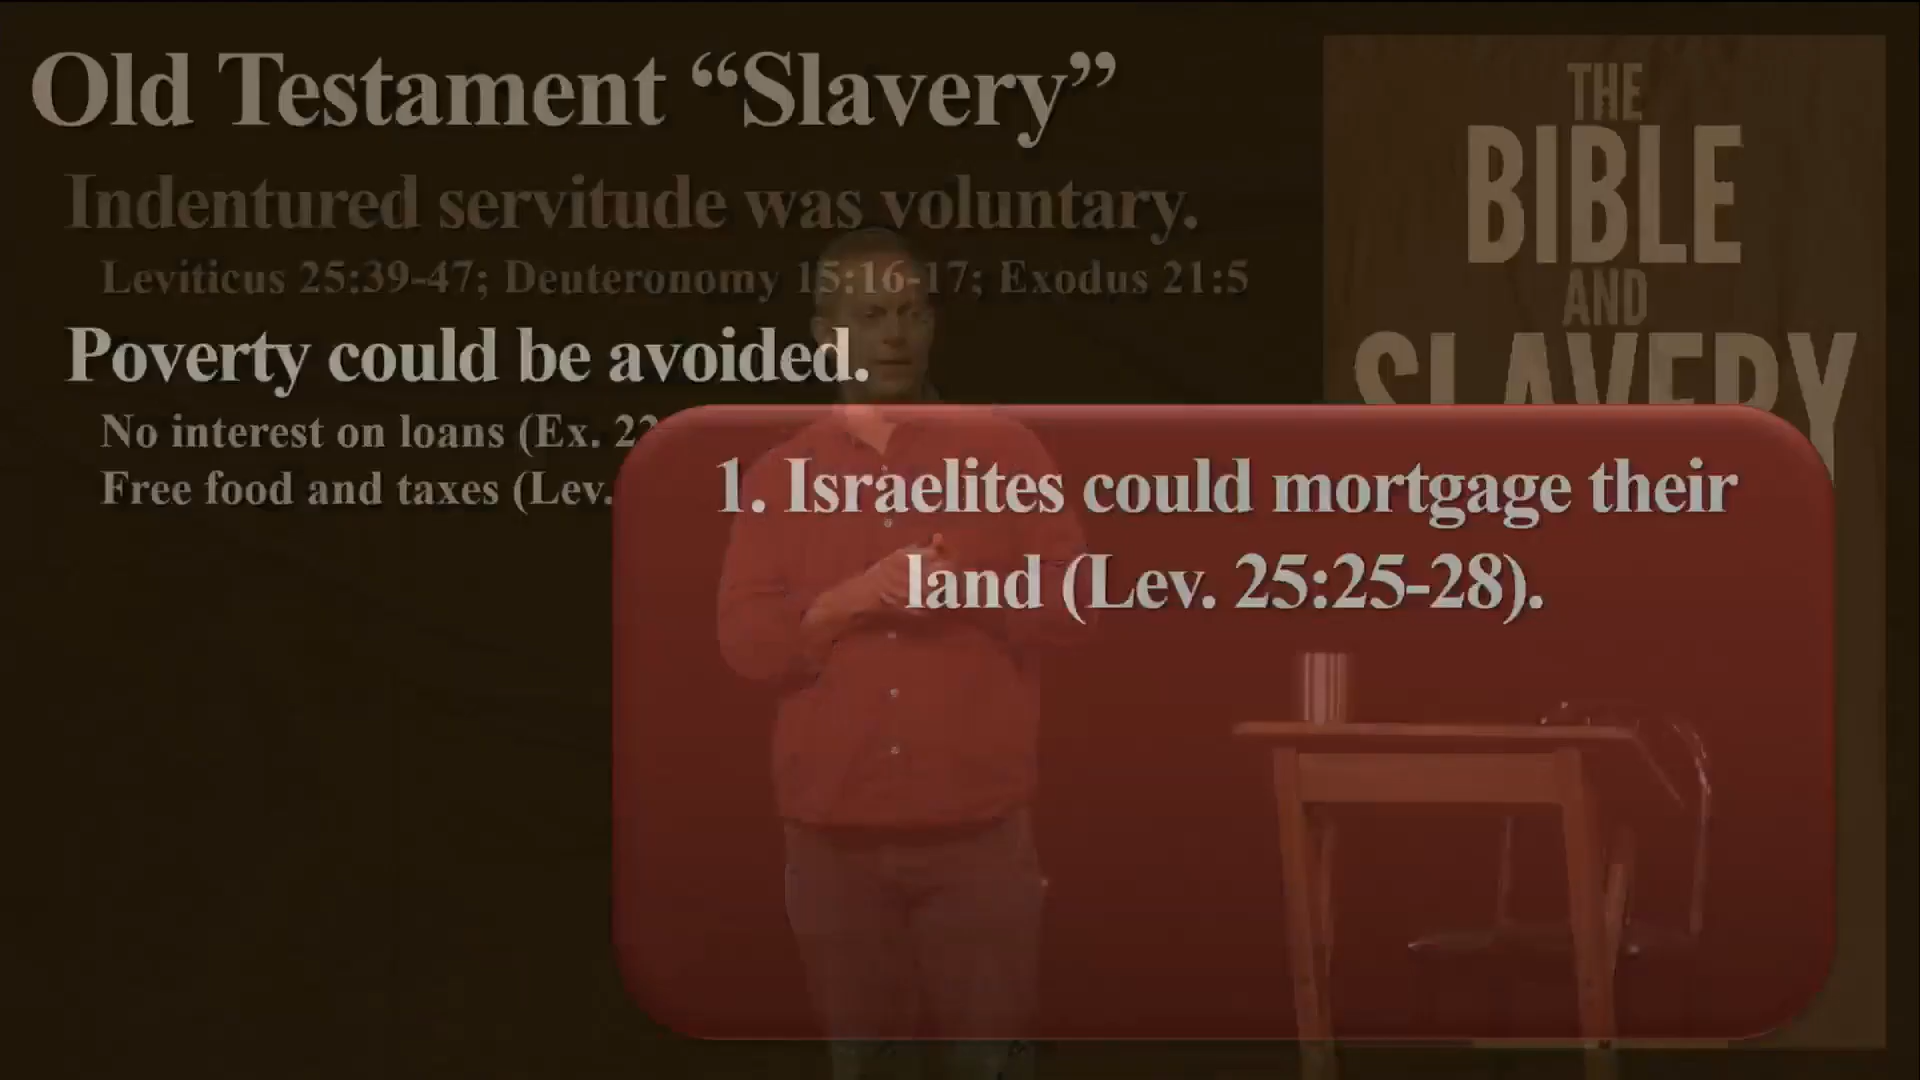 Old Testament “Slavery”
Indentured servitude was voluntary.
Leviticus 25:39-47; Deuteronomy 15:16-17; Exodus 21:5
Poverty could be avoided.
No interest on loans (Ex. 22
Free food and taxes (Lev.
1. Israelites could mortgage their
land (Lev. 25:25-28).
THE
BIBLE
AND
SLAVERY